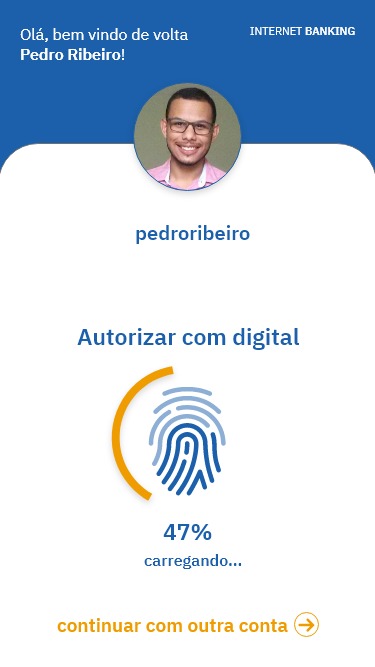 Olá, bem vindo de volta
Pedro Ribeiro!
INTERNET BANKING
pedroribeiro
Autorizar com digital
47%
carregando...
continuar com outra conta